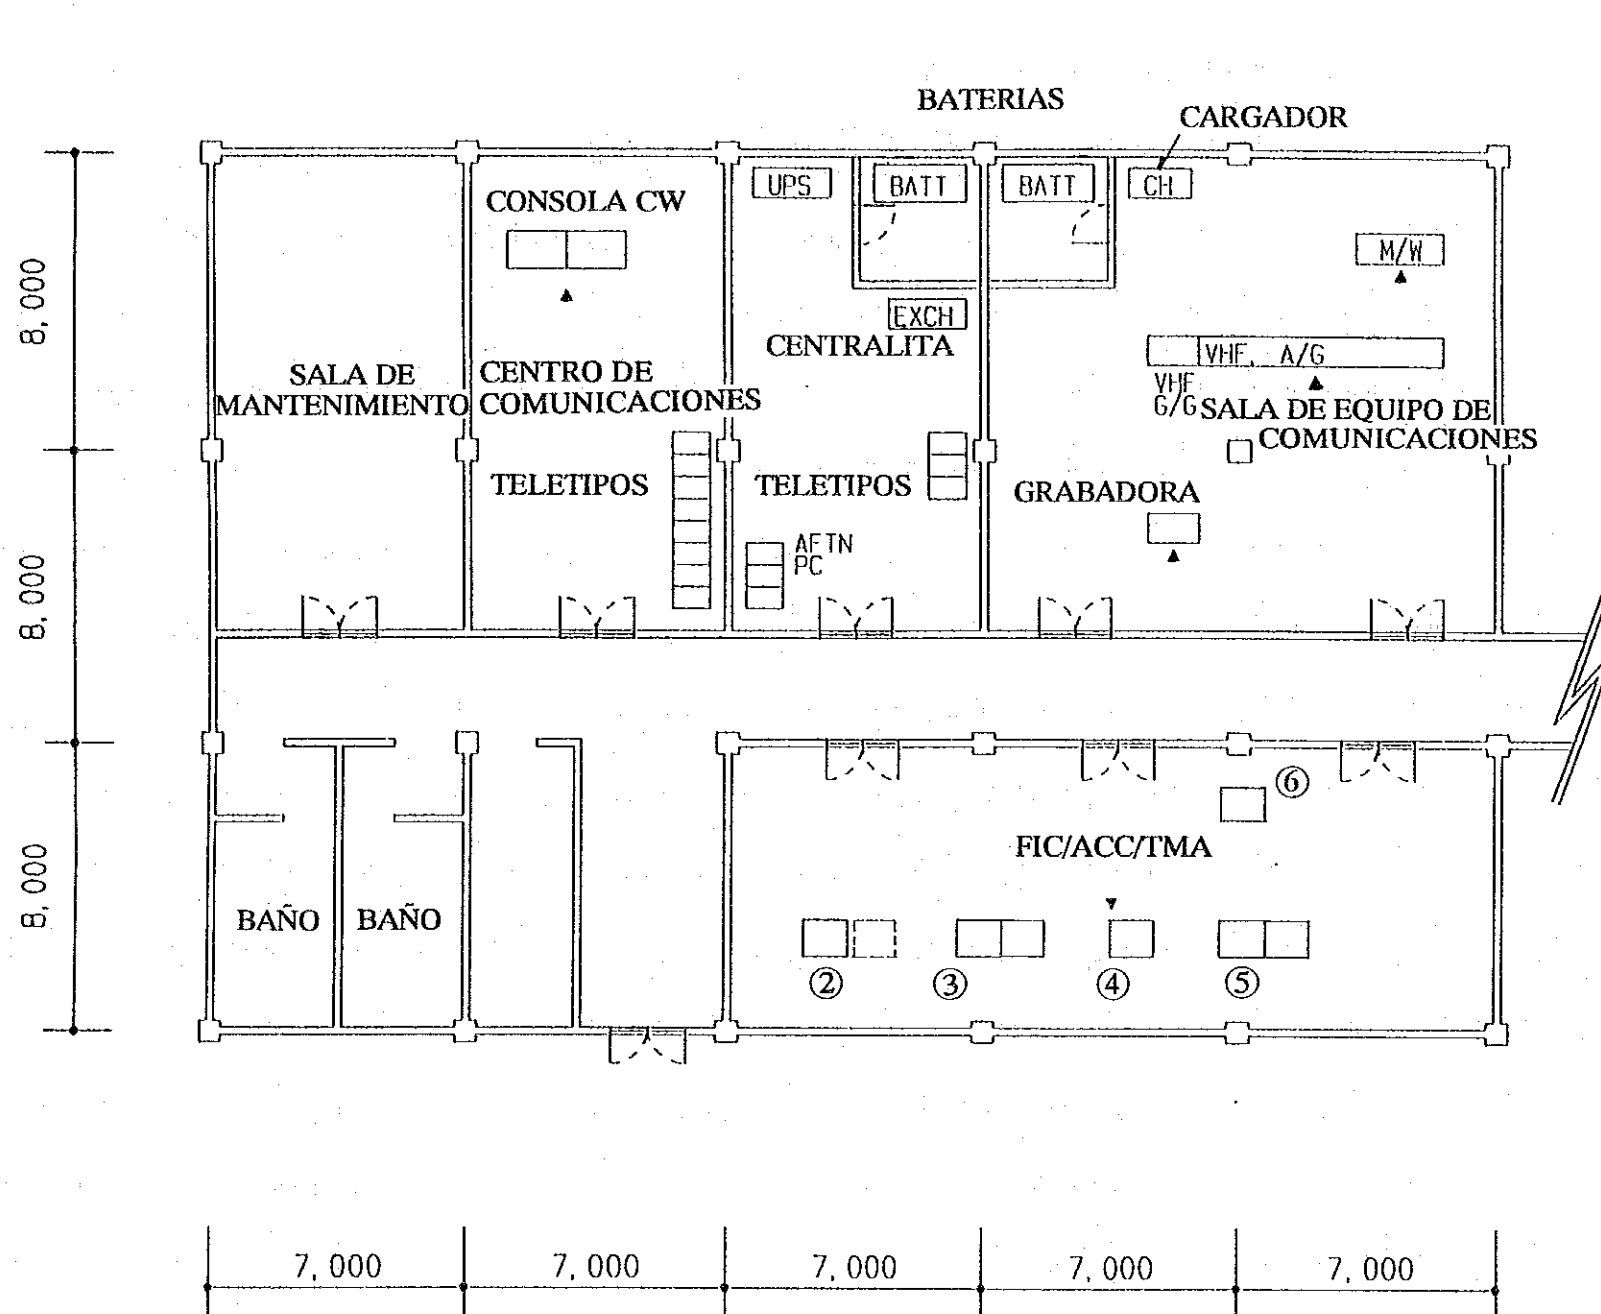 BATERIAS
CARGADOR
UPS
BATT
BATT
CH
CONSOLA CW
M/W
8,000
EXCH
CENTRALITA
VHF, A/G
SALA DE
MANTENIMIENTO
CENTRO DE
COMUNICACIONES
VHF
G/G
SALA DE EQUIPO DE
COMUNICACIONES
TELETIPOS
TELETIPOS
GRABADORA
AFTN
PC
8,000
⑥
FIC/ACC/TMA
8,000
BAÑO
BAÑO
②
③
④
⑤
7,000
7,000
7,000
7,000
7,000